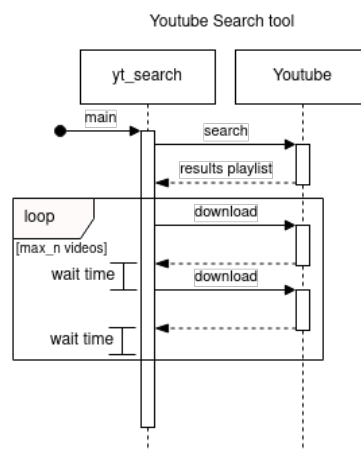 Youtube Search tool
yt_search
Youtube
main
search
results playlist
loop
[max_n videos]
download
wait time
download
wait time